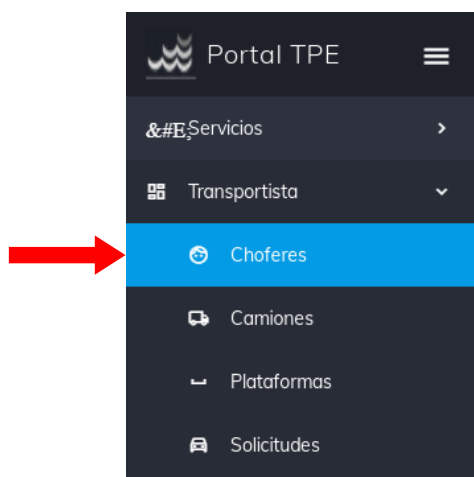 Portal TPE
&#E;Servicios
Transportista
Choferes
Camiones
Plataformas
Solicitudes